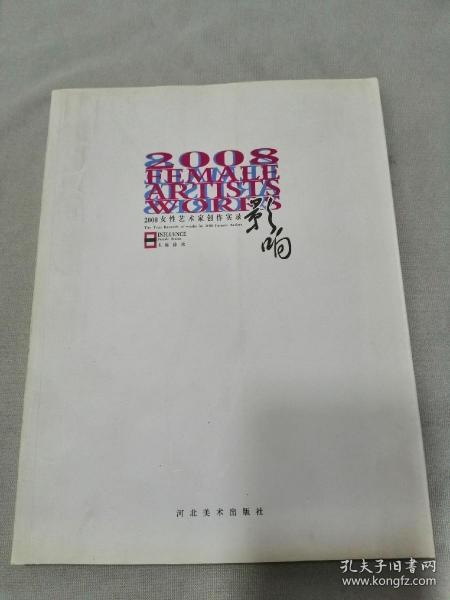 2008
FEMALE
ARTISTS
WORKS
2008女性艺术家创作实录
影响
INFLUENCE
河北美术出版社
孔夫子旧书网
www.kongfz.com